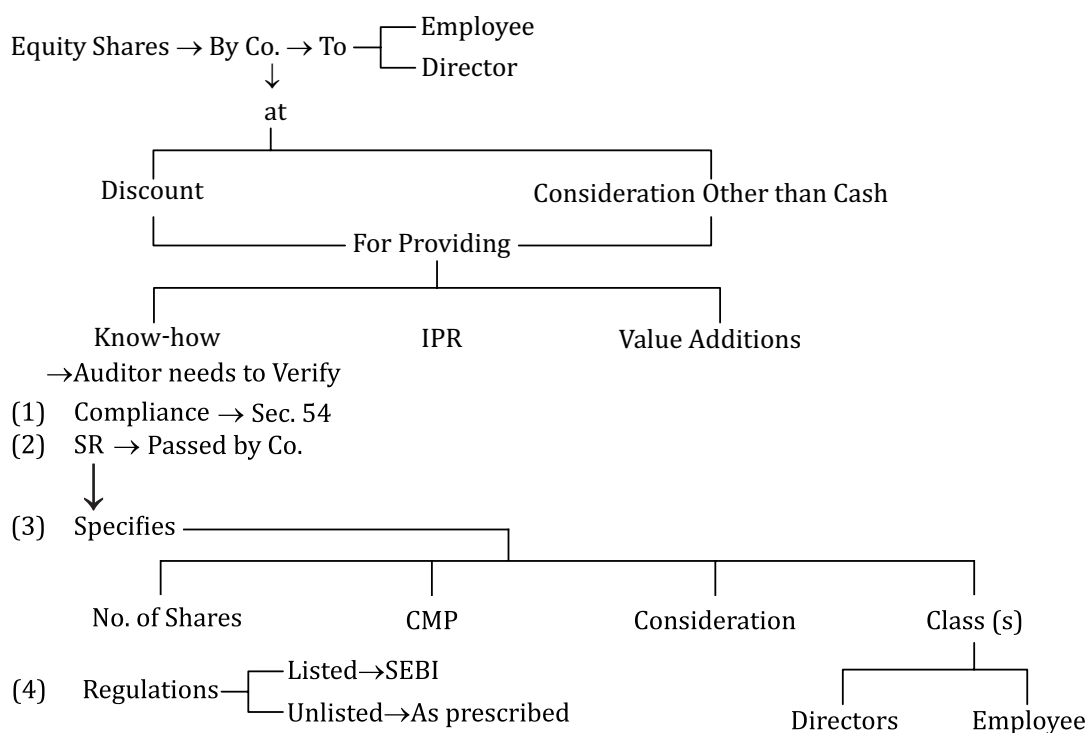 Employee
Equity Shares → By Co. → To
Director
↓
at
Discount
Consideration Other than Cash
For Providing
Know-how IPR Value Additions
→Auditor needs to Verify
(1) Compliance → Sec. 54
(2) SR → Passed by Co.
(3) Specifies
No. of Shares CMP Consideration Class (s)
Listed→SEBI
(4) Regulations
Unlisted→As prescribed
Directors Employee